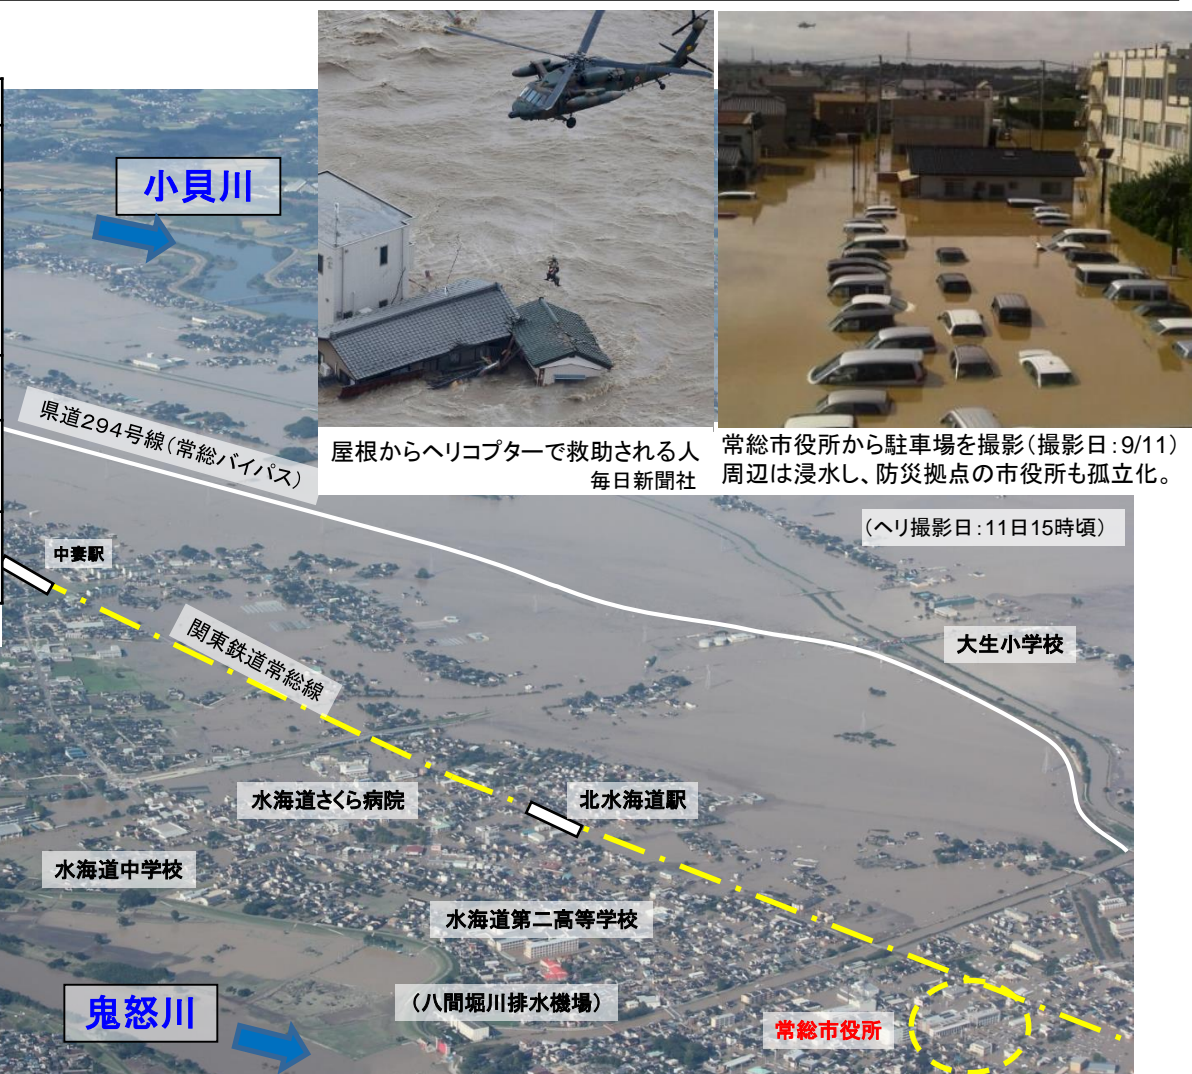 小貝川
県道294号線(常総バイパス)
屋根からヘリコプターで救助される人
毎日新聞社
常総市役所から駐車場を撮影(撮影日:9/11)
周辺は浸水し、防災拠点の市役所も孤立化。
(ヘリ撮影日:11日15時頃)
中妻駅
関東鉄道常総線
大生小学校
水海道さくら病院
北水海道駅
水海道中学校
水海道第二高等学校
(八間堀川排水機場)
鬼怒川
常総市役所